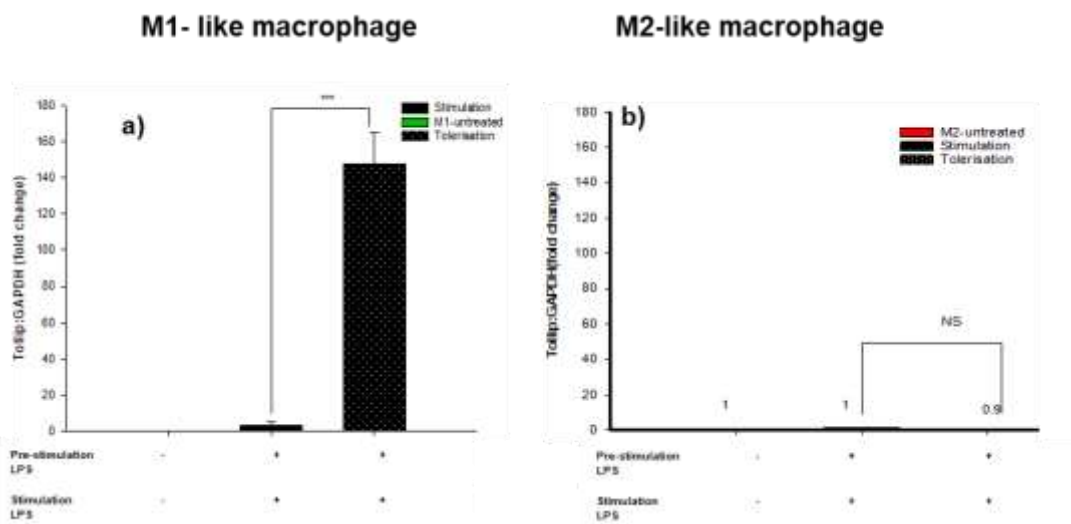 M1- like macrophage
M2-like macrophage
a)
***
Stimulation
M1-untreated
Tolerisation
180
160
140
120
100
80
60
40
20
0
Tollip:GAPDH (fold change)
Pre-stimulation - + +
LPS
Stimulation - + +
LPS
b)
M2-untreated
Stimulation
Tolerisation
180
160
140
120
100
80
60
40
20
0
Tollip:GAPDH(fold change)
NS
1
1
0.9
Pre-stimulation - + +
LPS
Stimulation - + +
LPS